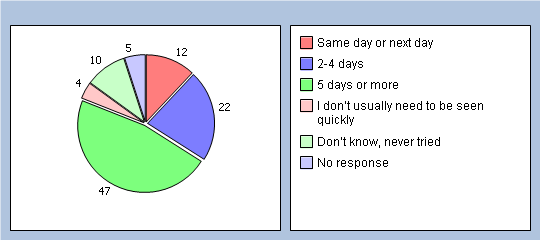 5
12
10
4
22
47
Same day or next day
2-4 days
5 days or more
I don't usually need to be seen
quickly
Don't know, never tried
No response